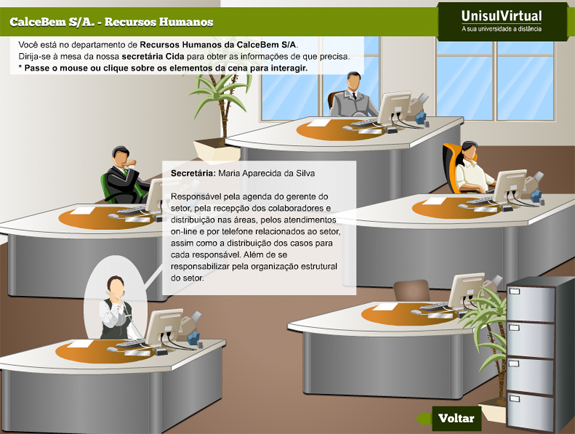 CalceBem S/A. - Recursos Humanos
UnisulVirtual
A sua universidade a distância
Você está no departamento de Recursos Humanos da CalceBem S/A.
Dirija-se à mesa da nossa secretária Cida para obter as informações de que precisa.
* Passe o mouse ou clique sobre os elementos da cena para interagir.
Secretária: Maria Aparecida da Silva
Responsável pela agenda do gerente do
setor, pela recepção dos colaboradores e
distribuição nas áreas, pelos atendimentos
on-line e por telefone relacionados ao setor,
assim como a distribuição dos casos para
cada responsável. Além de se
responsabilizar pela organização estrutural
do setor.
Voltar